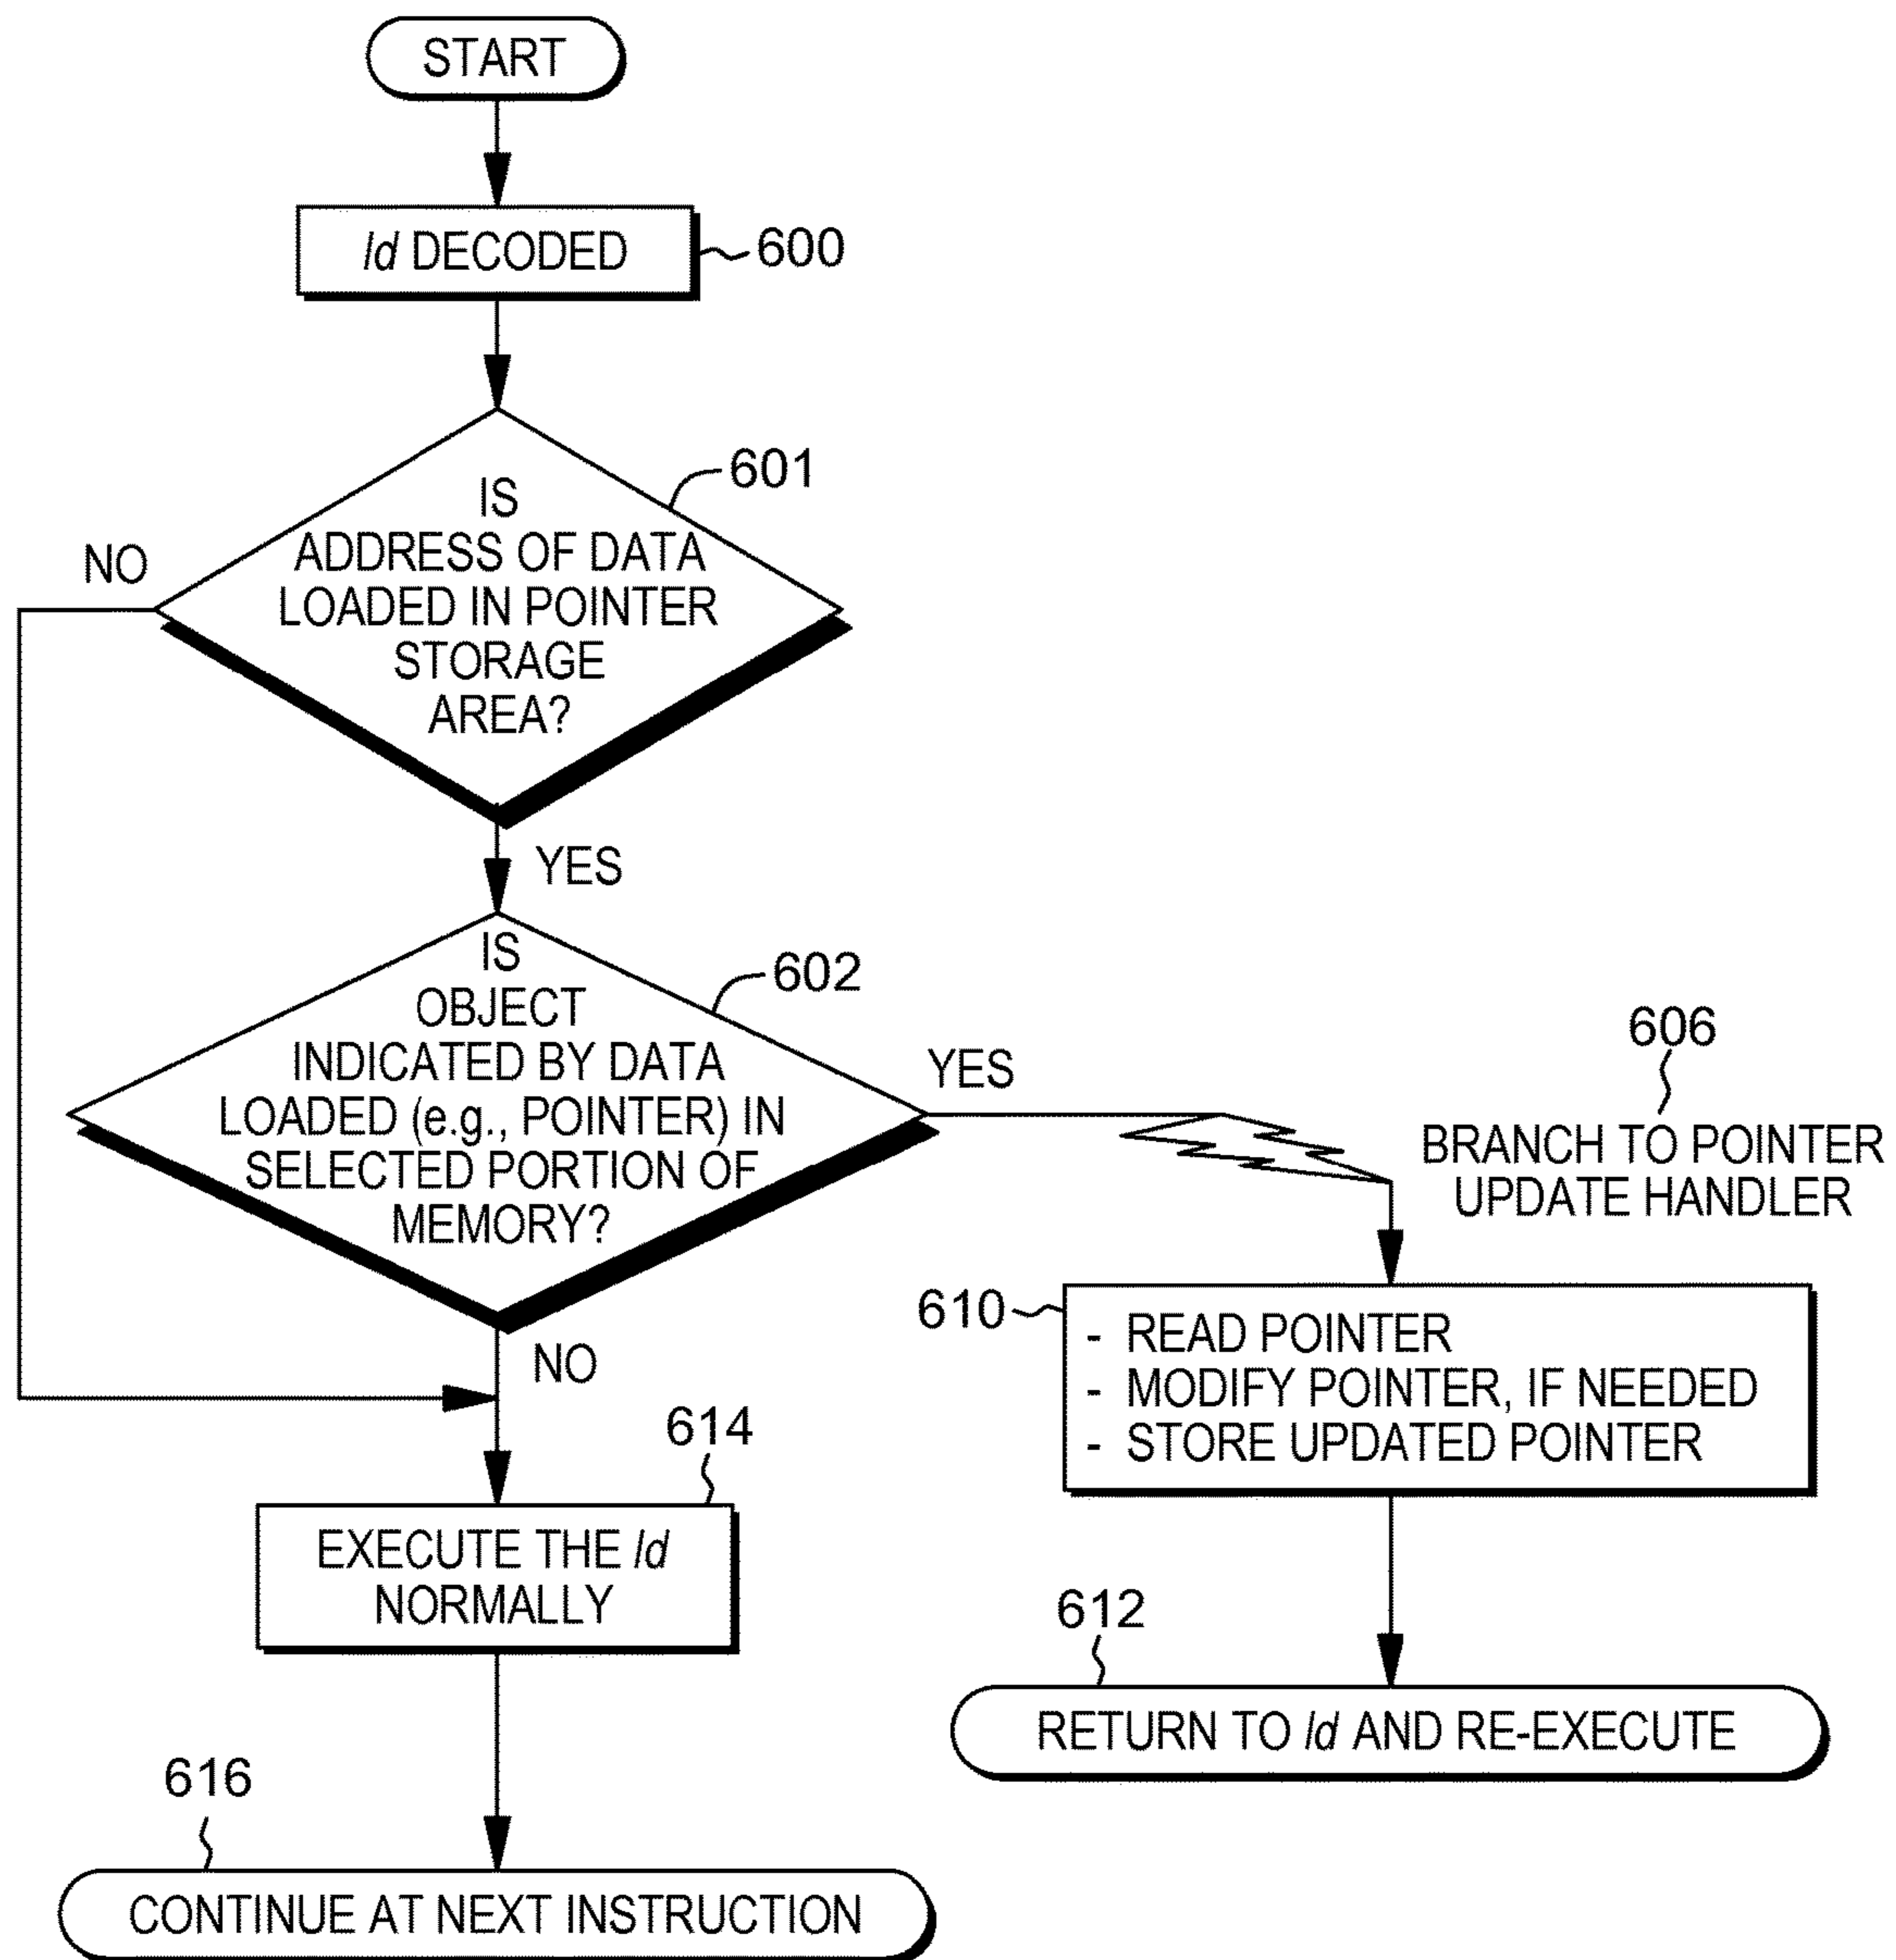 START
ld DECODED
600
IS
ADDRESS OF DATA
LOADED IN POINTER
STORAGE
AREA?
601
NO
YES
IS
OBJECT
INDICATED BY DATA
LOADED (e.g., POINTER) IN
SELECTED PORTION OF
MEMORY?
602
YES
606
BRANCH TO POINTER
UPDATE HANDLER
NO
610
- READ POINTER
- MODIFY POINTER, IF NEEDED
- STORE UPDATED POINTER
614
EXECUTE THE ld
NORMALLY
612
RETURN TO ld AND RE-EXECUTE
616
CONTINUE AT NEXT INSTRUCTION